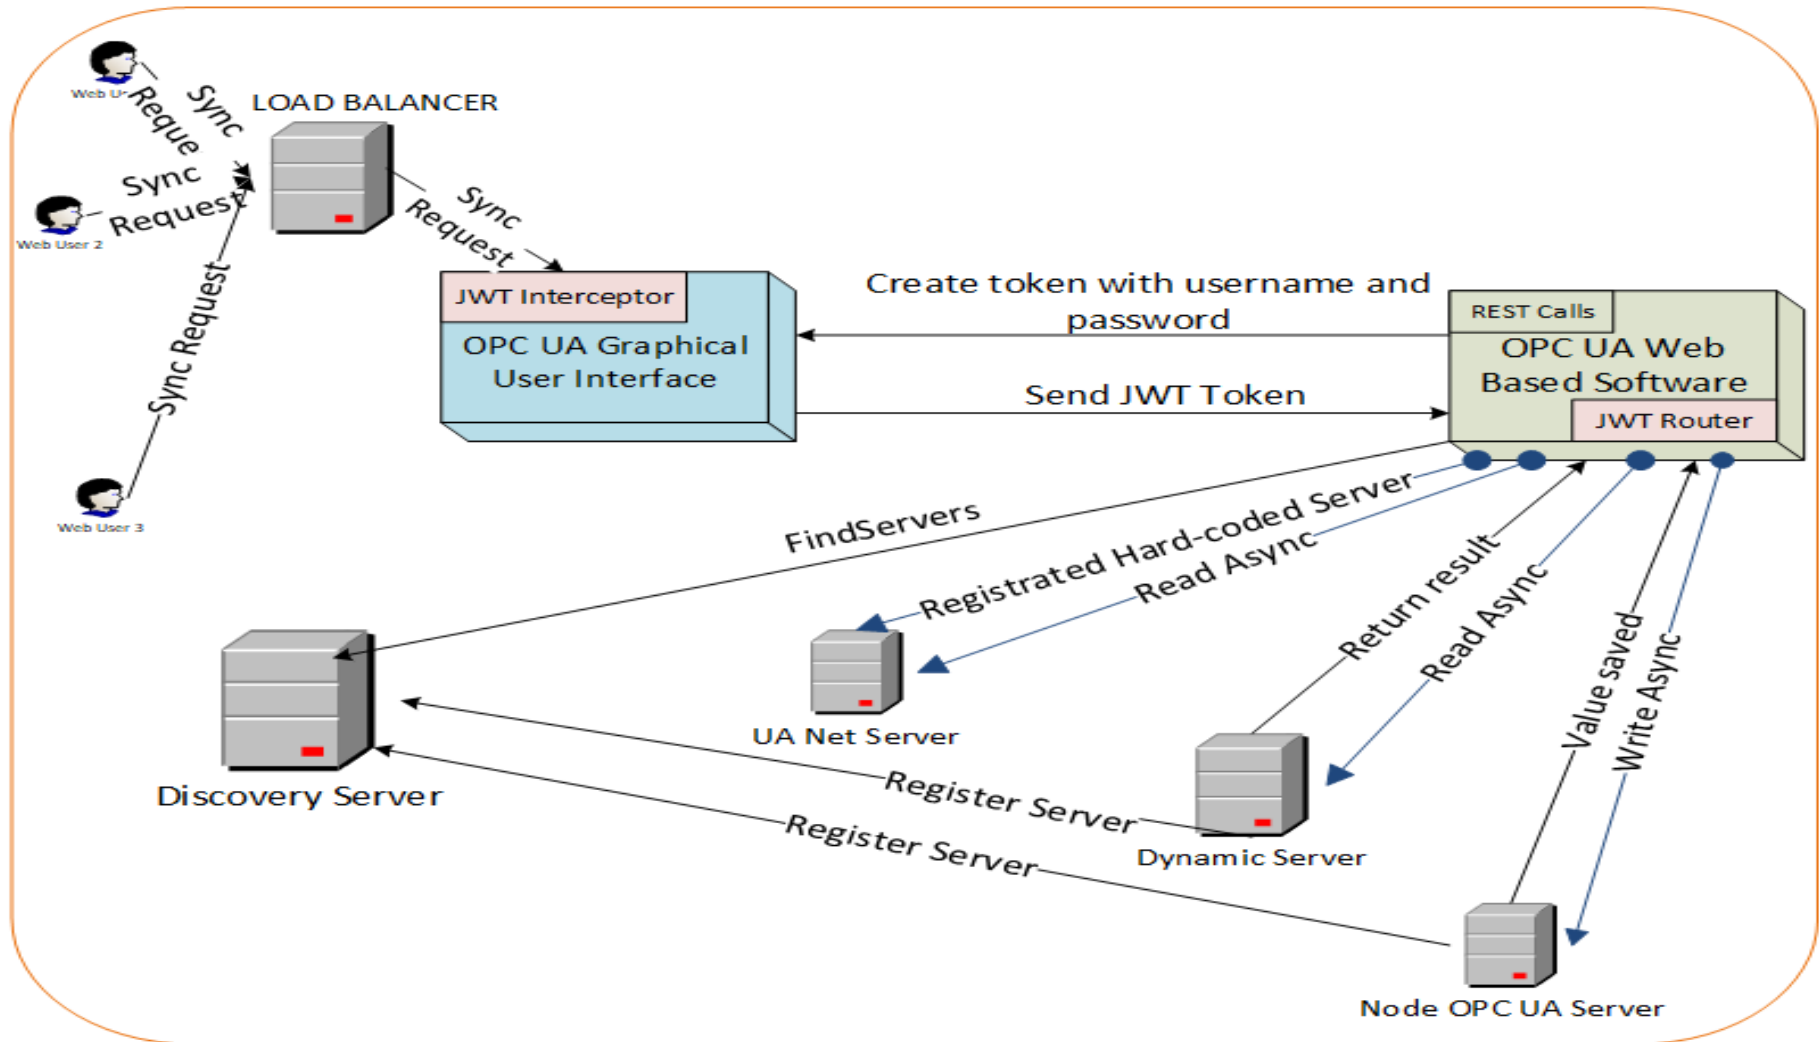 Web U
Sync
Reque
LOAD BALANCER
Sync
Request
Web User 2
Sync
Request
Sync Request
Web User 3
JWT Interceptor
OPC UA Graphical
User Interface
Create token with username and
password
Send JWT Token
REST Calls
OPC UA Web
Based Software
JWT Router
FindServers
Registrated Hard-coded Server
Read Async
Return result
Read Async
Value saved
Write Async
UA Net Server
Discovery Server
Register Server
Register Server
Dynamic Server
Node OPC UA Server